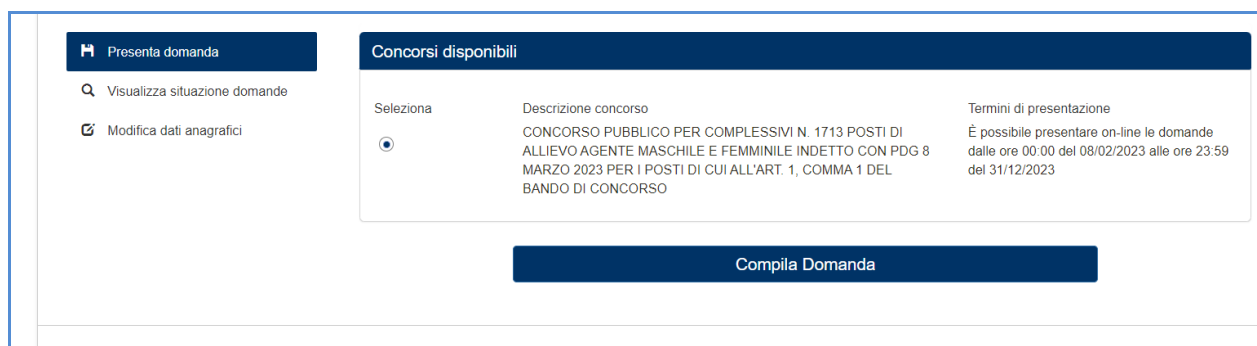 Presenta domanda
Visualizza situazione domande
Modifica dati anagrafici
Concorsi disponibili
Seleziona
Descrizione concorso
CONCORSO PUBBLICO PER COMPLESSIVI N. 1713 POSTI DI
ALLIEVO AGENTE MASCHILE E FEMMINILE INDETTO CON PDG 8
MARZO 2023 PER I POSTI DI CUI ALL'ART. 1, COMMA 1 DEL
BANDO DI CONCORSO
Termini di presentazione
È possibile presentare on-line le domande
dalle ore 00:00 del 08/02/2023 alle ore 23:59
del 31/12/2023
Compila Domanda